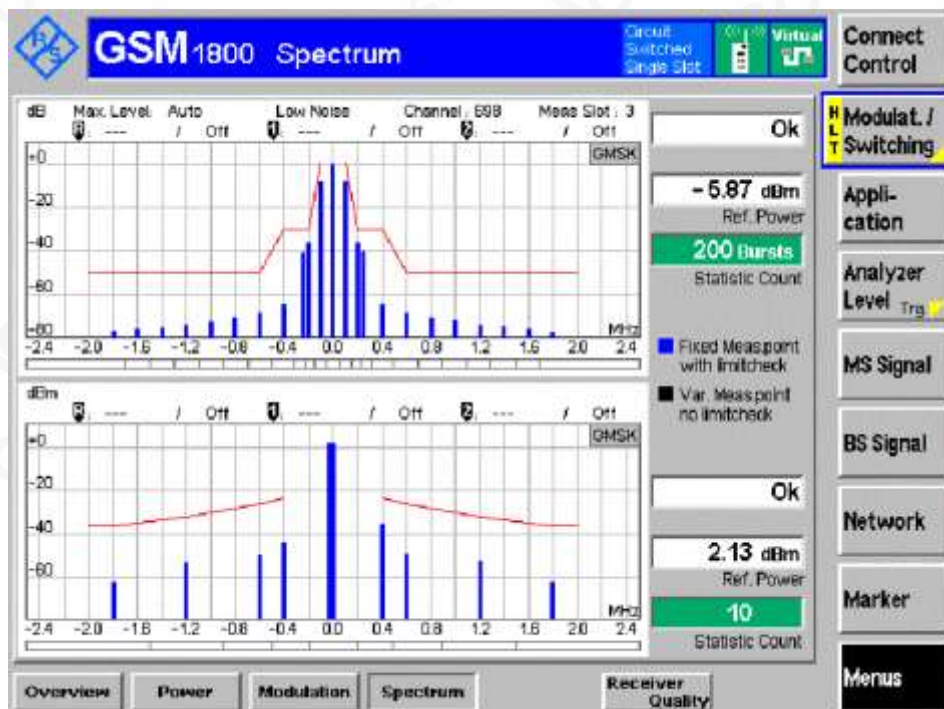 R S
GSM 1800 Spectrum
Circuit Switched Single Slot
Virtual
Connect Control
HLT
Modulat. / Switching
Appli- cation
Analyzer Level Trg
MS Signal
BS Signal
Network
Marker
Menus
dB Max. Level: Auto Low Noise Channel: 698 Meas Slot: 3
--- / Off 1: --- / Off 2: --- / Off
GMSK
+0
-20
-40
-60
-80
MHz
-2.4 -2.0 -1.6 -1.2 -0.8 -0.4 0.0 0.4 0.8 1.2 1.6 2.0 2.4
Ok
-5.87 dBm
Ref. Power
200 Bursts
Statistic Count
Fixed Meas.point
with limitcheck
Var. Meas.point
no limitcheck
dBm
--- / Off 1: --- / Off 2: --- / Off
GMSK
+0
-20
-40
-60
MHz
-2.4 -2.0 -1.6 -1.2 -0.8 -0.4 0.0 0.4 0.8 1.2 1.6 2.0 2.4
Ok
2.13 dBm
Ref. Power
10
Statistic Count
Overview Power Modulation Spectrum Receiver Quality